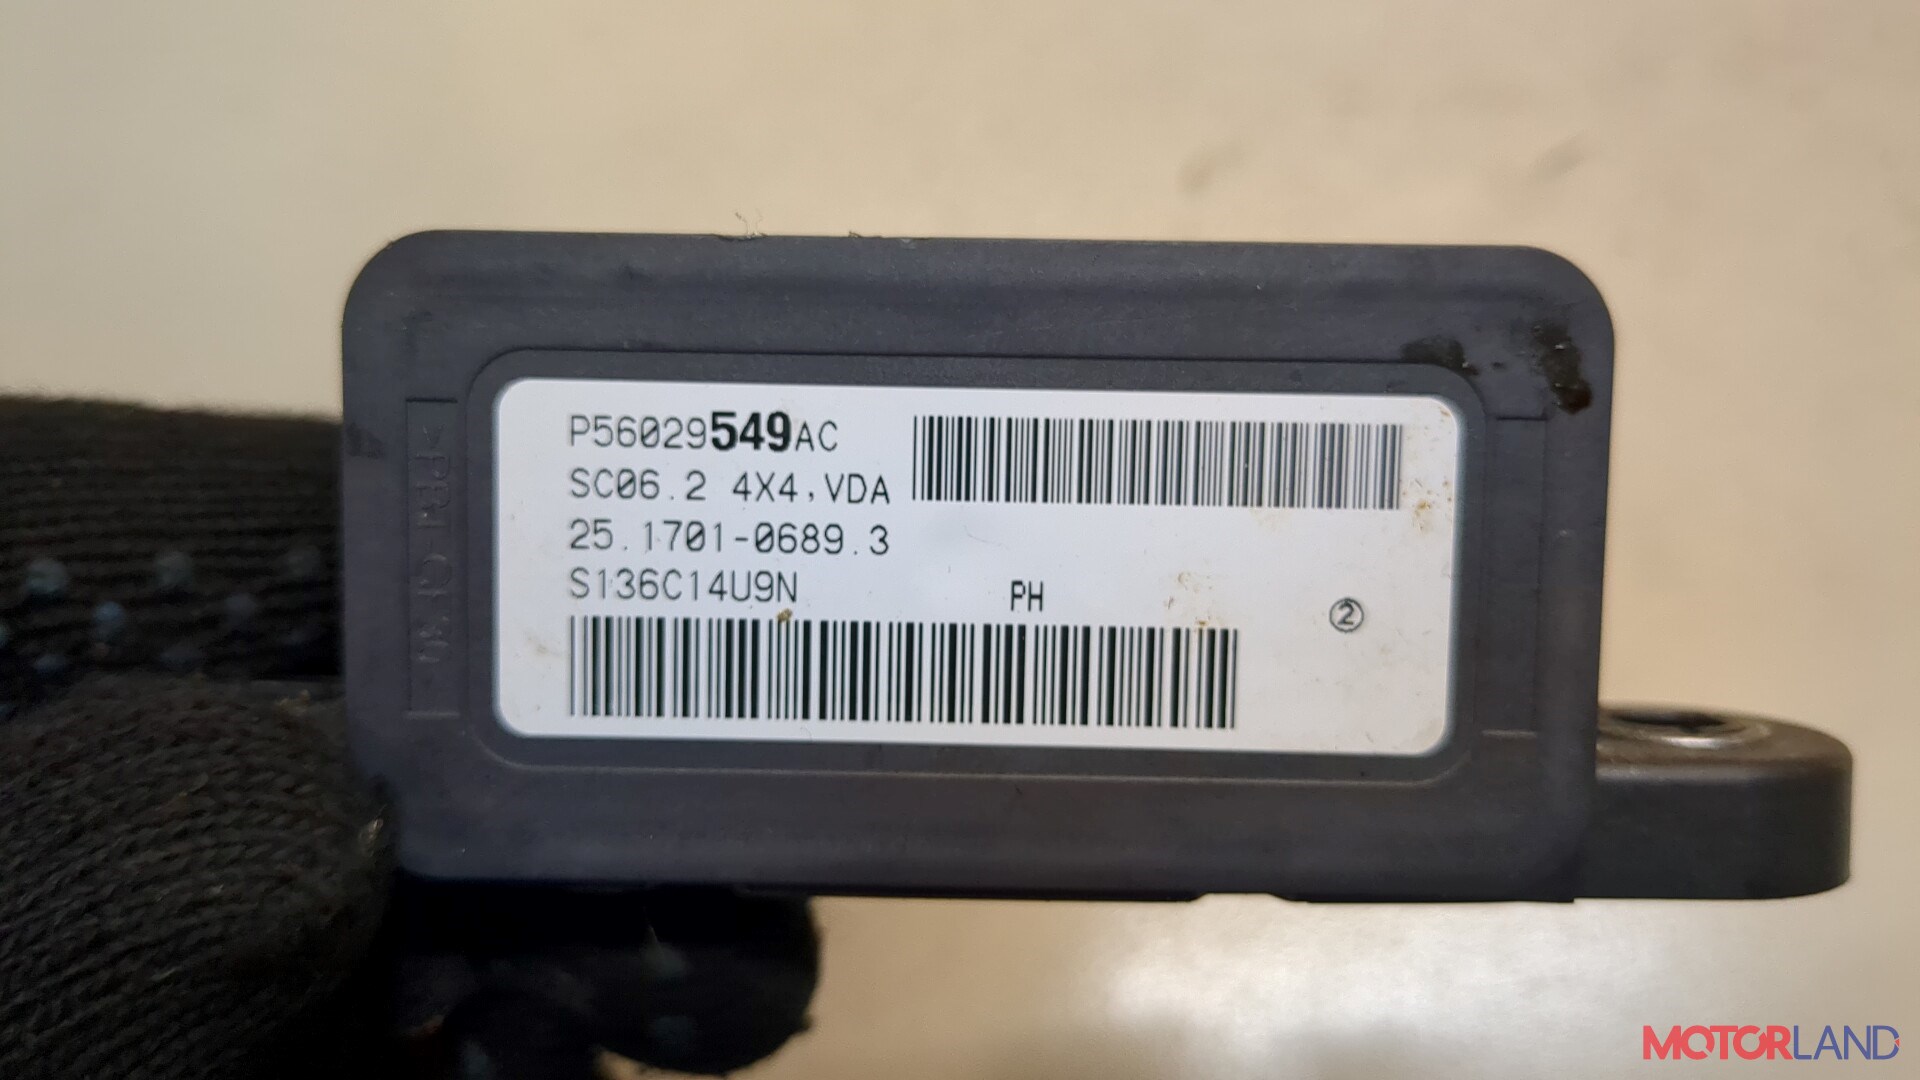 P56029549AC
SC06.2 4X4,VDA
25.1701-0689.3
S136C14U9N
PH
②
MOTORLAND